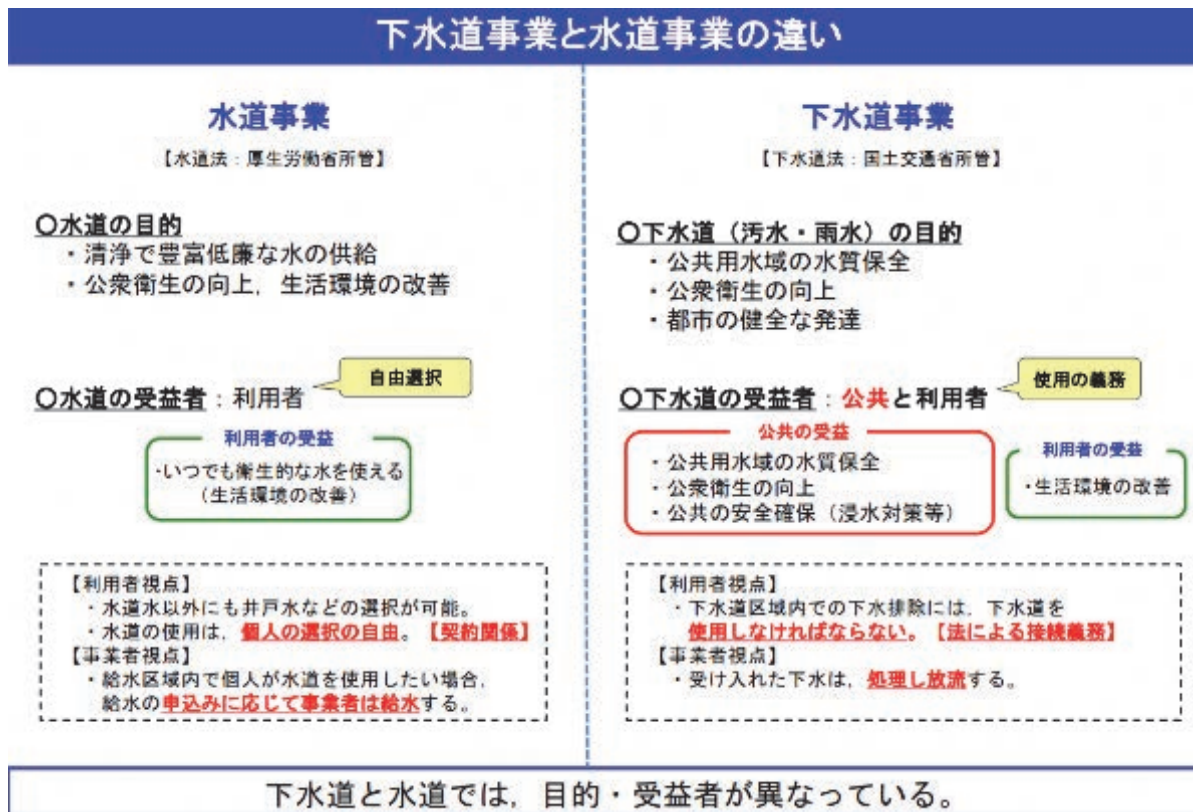 下水道事業と水道事業の違い
水道事業
【水道法：厚生労働省所管】
〇水道の目的
・清浄で豊富低廉な水の供給
・公衆衛生の向上，生活環境の改善
自由選択
〇水道の受益者：利用者
利用者の受益
・いつでも衛生的な水を使える
（生活環境の改善）
【利用者視点】
・水道水以外にも井戸水などの選択が可能。
・水道の使用は，個人の選択の自由。【契約関係】
【事業者視点】
・給水区域内で個人が水道を使用したい場合，
給水の申込みに応じて事業者は給水する。
下水道事業
【下水道法：国土交通省所管】
〇下水道（汚水・雨水）の目的
・公共用水域の水質保全
・公衆衛生の向上
・都市の健全な発達
使用の義務
〇下水道の受益者：公共と利用者
公共の受益
・公共用水域の水質保全
・公衆衛生の向上
・公共の安全確保（浸水対策等）
利用者の受益
・生活環境の改善
【利用者視点】
・下水道区域内での下水排除には，下水道を
使用しなければならない。【法による接続義務】
【事業者視点】
・受け入れた下水は，処理し放流する。
下水道と水道では，目的・受益者が異なっている。